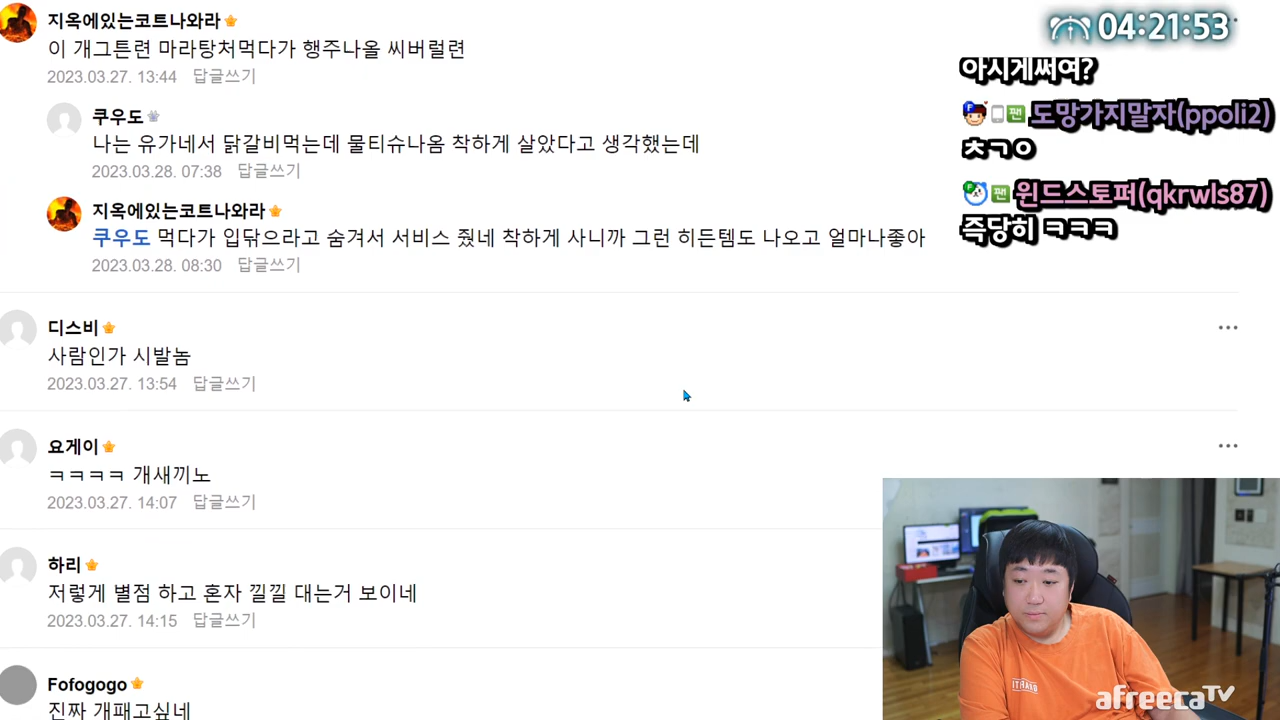 지옥에있는코트나와라
이 개그튼련 마라탕처먹다가 행주나올 씨버럴련
2023.03.27. 13:44 답글쓰기
쿠우도
나는 유가네서 닭갈비먹는데 물티슈나옴 착하게 살았다고 생각했는데
2023.03.28. 07:38 답글쓰기
지옥에있는코트나와라
쿠우도 먹다가 입닦으라고 숨겨서 서비스 줬네 착하게 사니까 그런 히든템도 나오고 얼마나좋아
2023.03.28. 08:30 답글쓰기
디스비
사람인가 시발놈
2023.03.27. 13:54 답글쓰기
요게이
ㅋㅋㅋㅋ 개새끼노
2023.03.27. 14:07 답글쓰기
하리
저렇게 별점 하고 혼자 낄낄 대는거 보이네
2023.03.27. 14:15 답글쓰기
Fofogogo
진짜 개패고싶네
04:21:53
아시게써여?
팬 도망가지말자(ppoli2)
ㅊㄱㅇ
팬 윈드스토퍼(qkrwls87)
즉당히 ㅋㅋㅋ
afreecaTV